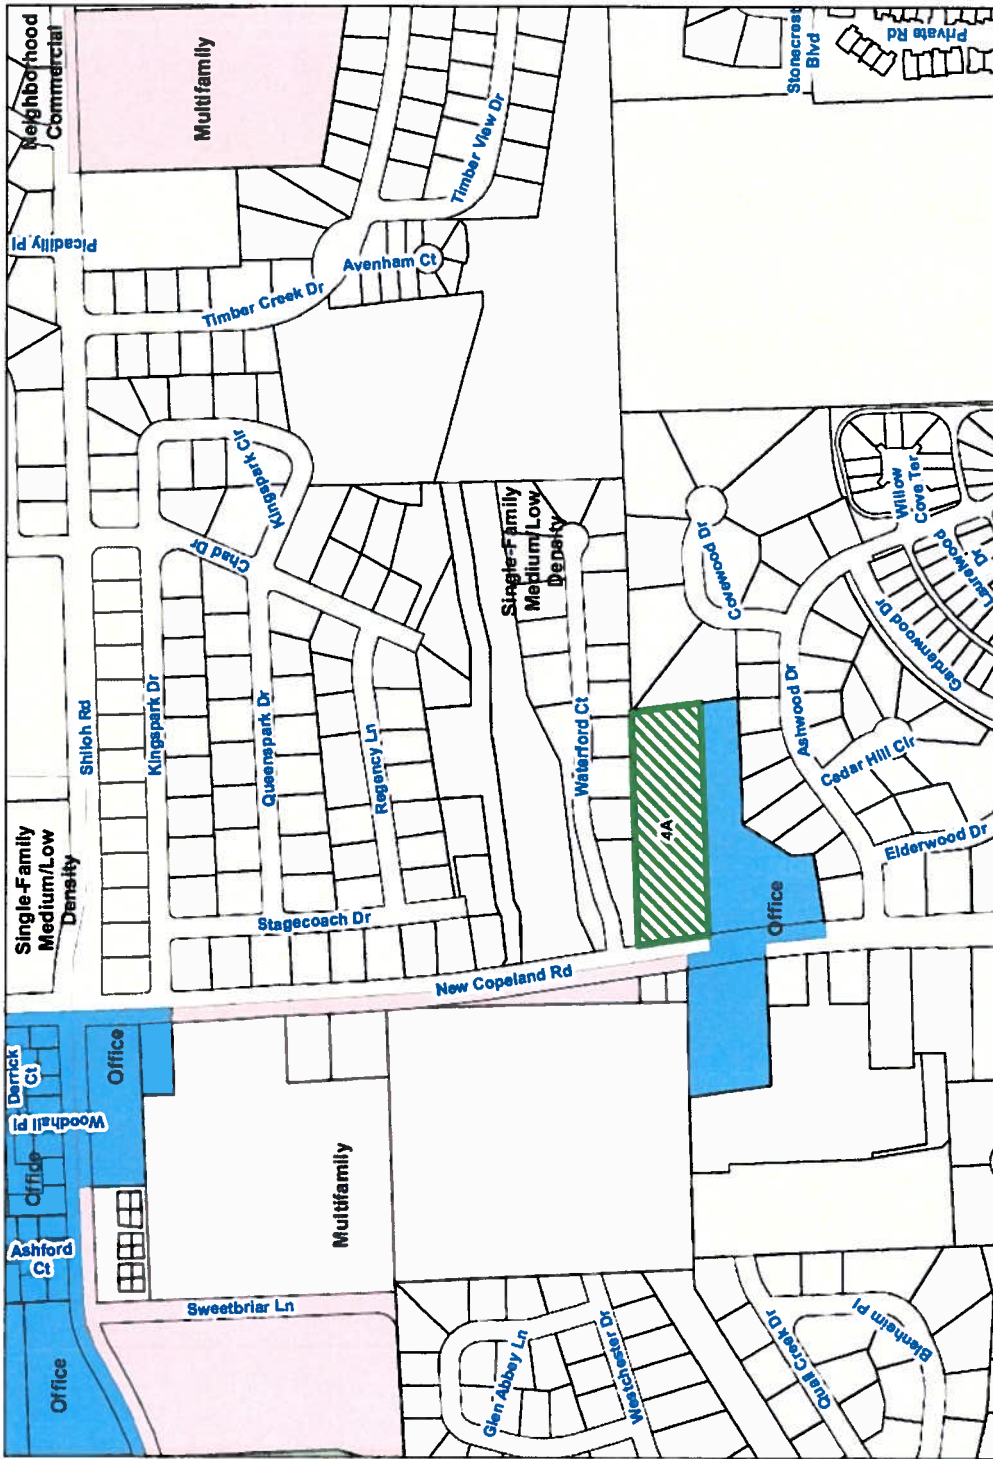 Neighborhood
Commercial
Multifamily
Stonecrest
Blvd
Private Rd
Timber View Dr
Picadilly Pl
Avenham Ct
Timber Creek Dr
Kingspark Cir
Chad Dr
Single-Family
Medium/Low
Density
Willow
Cove Ter
Covewood Dr
Laurelwood
Dr
Gardenwood Dr
Shiloh Rd
Kingspark Dr
Queenspark Dr
Regency Ln
Waterford Ct
Ashwood Dr
Cedar Hill Cir
Elderwood Dr
4A
Single-Family
Medium/Low
Density
Stagecoach Dr
Office
New Copeland Rd
Derrick
Ct
Office
Woodhall Pl
Office
Ashford
Ct
Multifamily
Sweetbriar Ln
Office
Glen Abbey Ln
Westchester Dr
Quail Creek Dr
Blenheim Pl